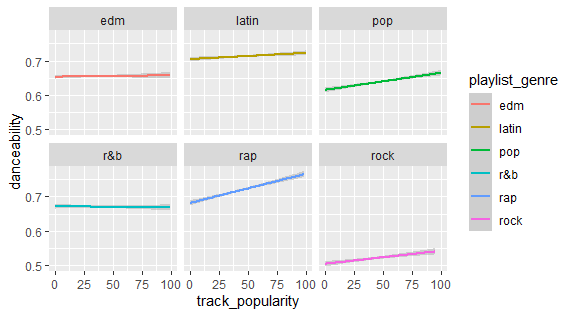 edm
latin
pop
0.7
0.6
0.5
r&b
rap
rock
0.7
0.6
0.5
0 25 50 75 100
0 25 50 75 100
0 25 50 75 100
track_popularity
danceability
playlist_genre
edm
latin
pop
r&b
rap
rock